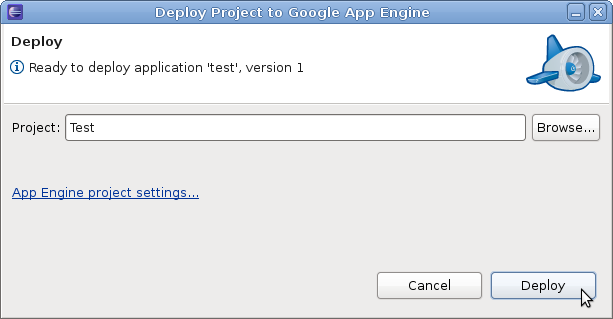 Deploy Project to Google App Engine
Deploy
Ready to deploy application 'test', version 1
Project: Test Browse...
App Engine project settings...
Cancel Deploy